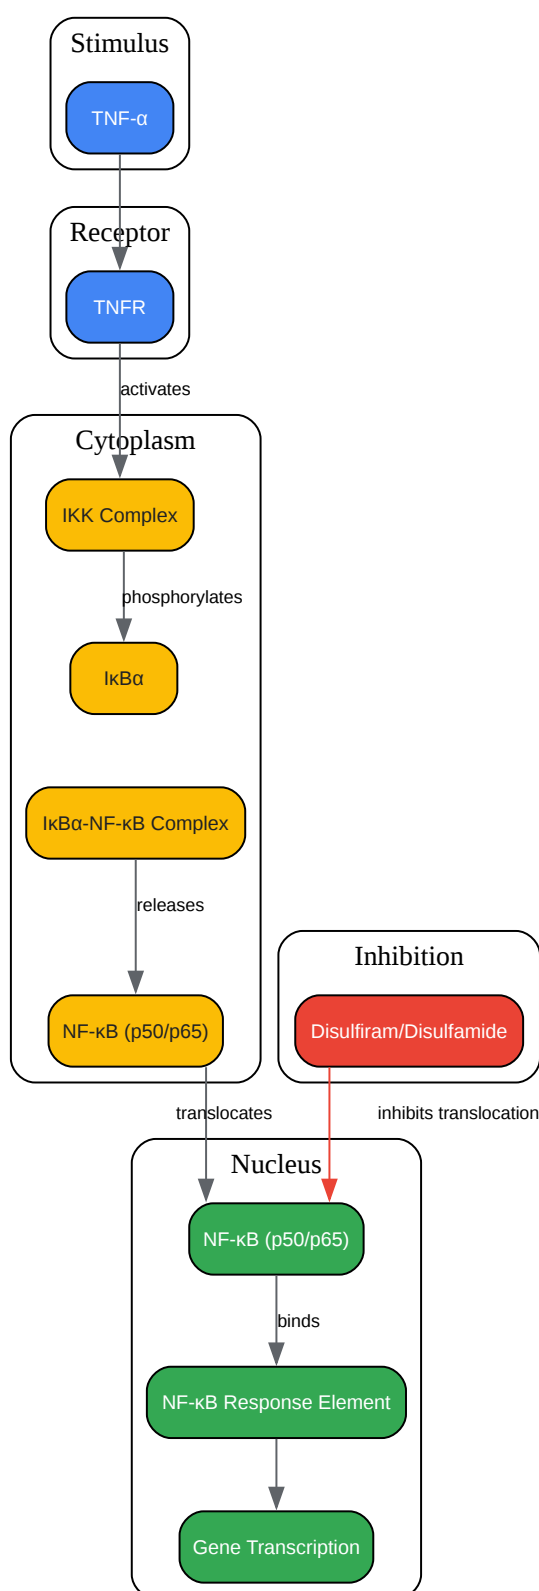 Stimulus
TNF-α
Receptor
TNFR
activates
Cytoplasm
IKK Complex
phosphorylates
IκBα
IκBα-NF-κB Complex
releases
NF-κB (p50/p65)
Inhibition
Disulfiram/Disulfamide
translocates
inhibits translocation
Nucleus
NF-κB (p50/p65)
binds
NF-κB Response Element
Gene Transcription